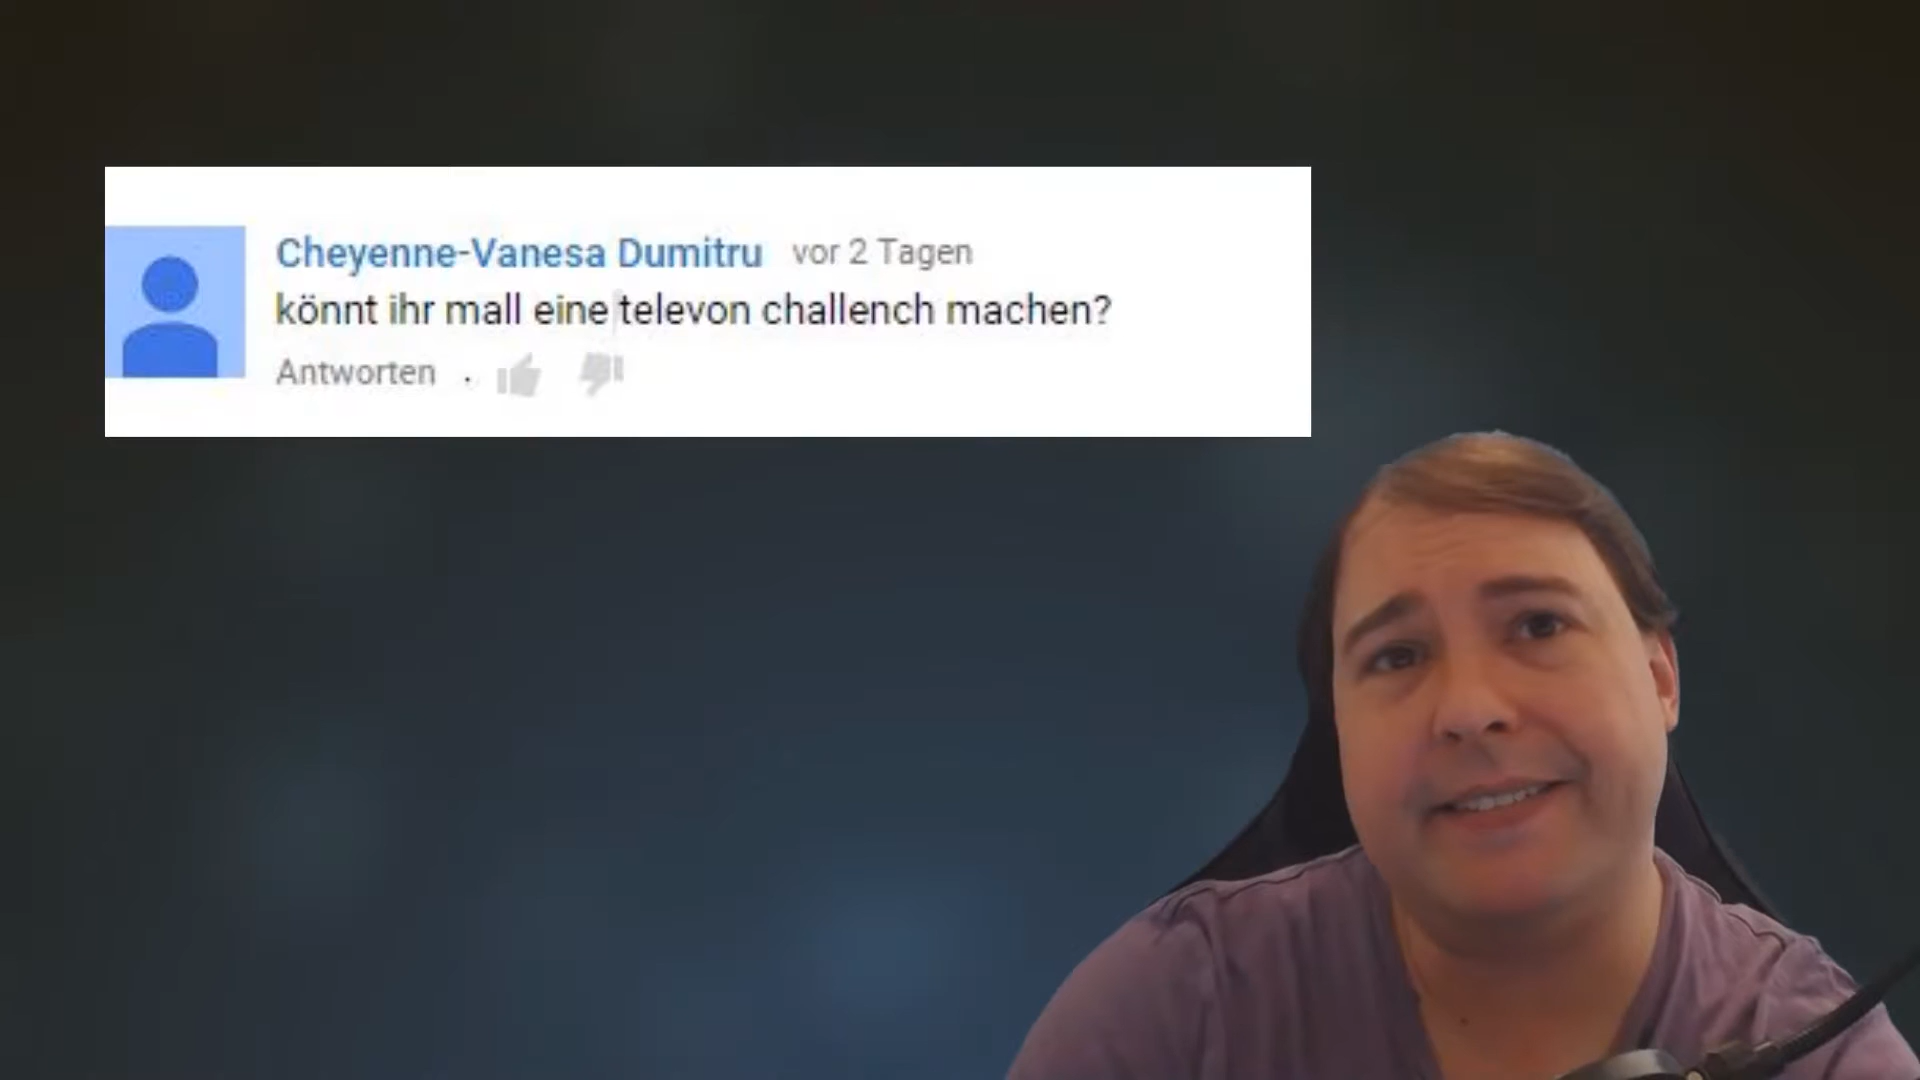 Cheyenne-Vanesa Dumitru vor 2 Tagen
könnt ihr mall eine televon challench machen?
Antworten .